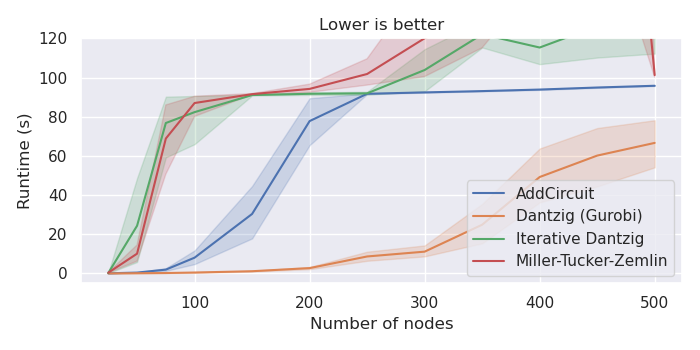 Lower is better
120
100
80
60
40
20
0
Runtime (s)
100
200
300
400
500
Number of nodes
AddCircuit
Dantzig (Gurobi)
Iterative Dantzig
Miller-Tucker-Zemlin